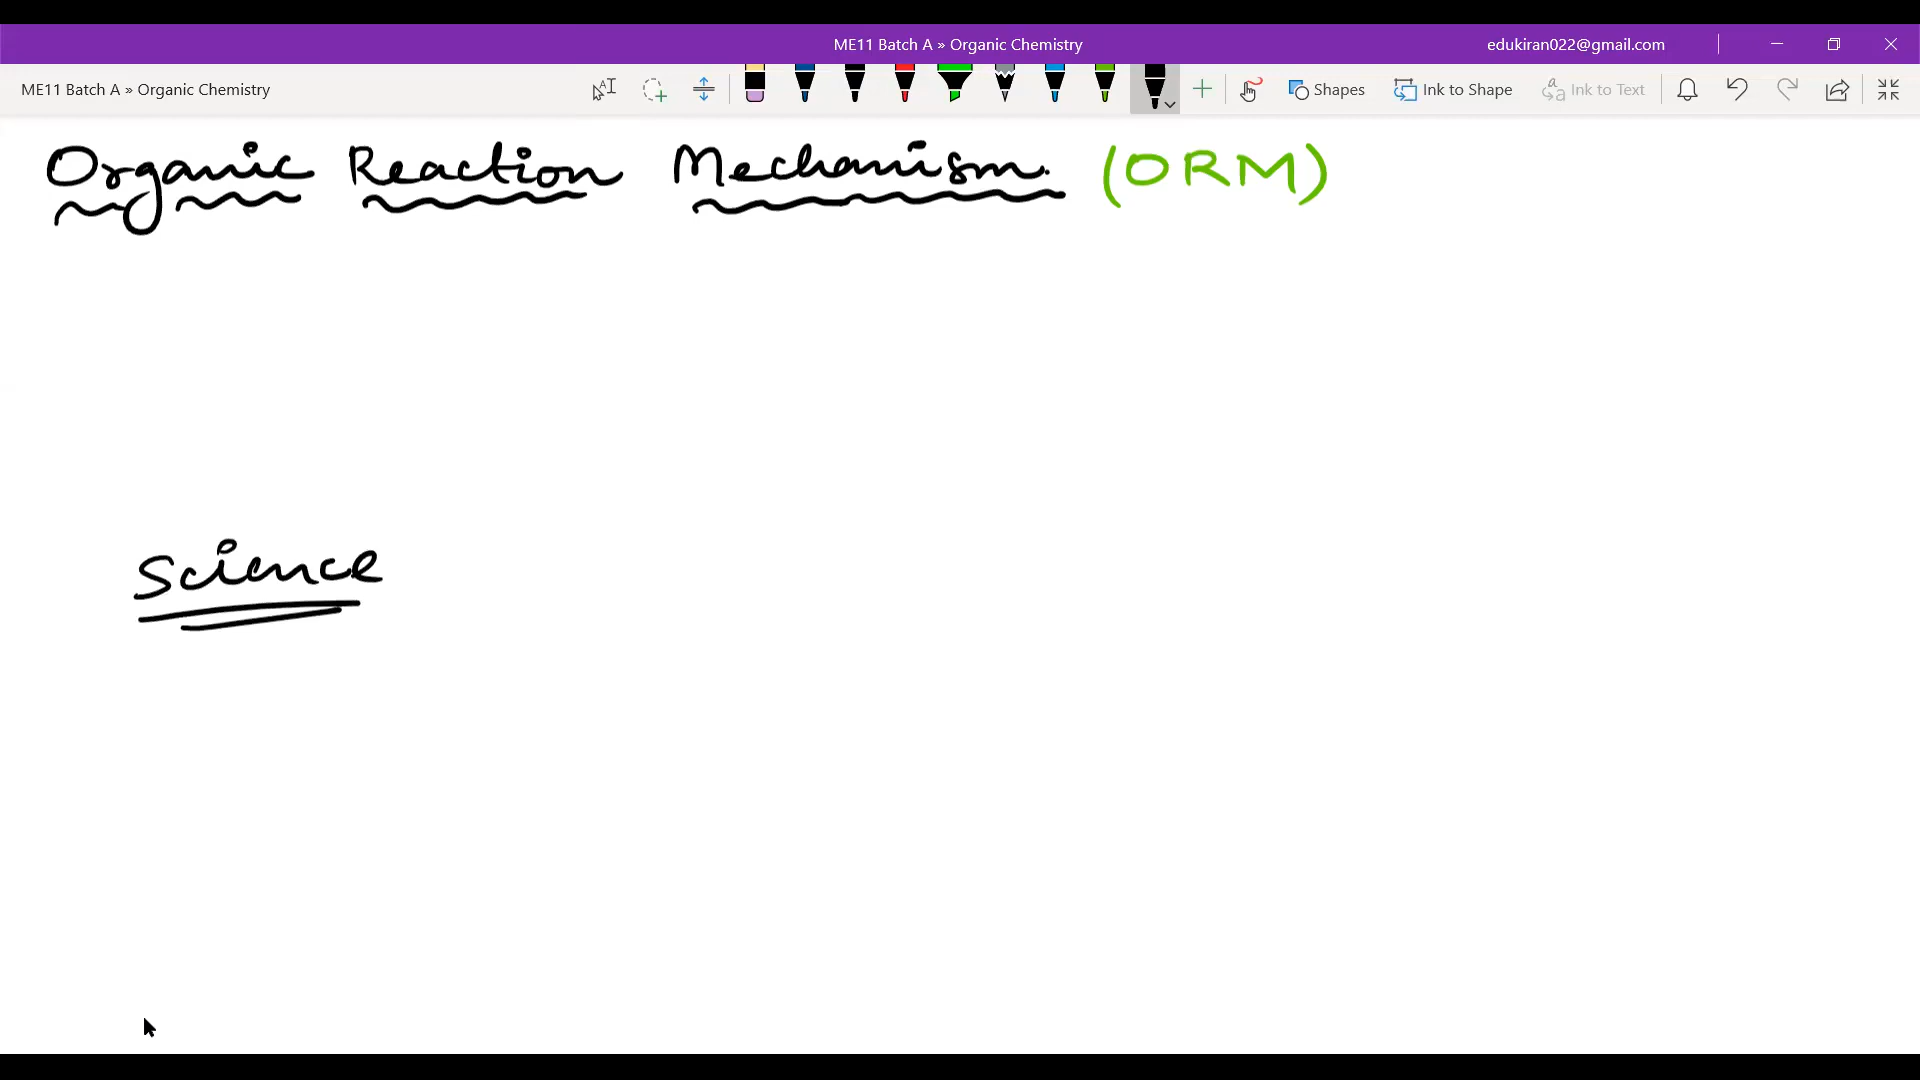 ME11 Batch A » Organic Chemistry edukiran022@gmail.com
ME11 Batch A » Organic Chemistry Shapes Ink to Shape Ink to Text
Organic Reaction Mechanism. (ORM)
Science